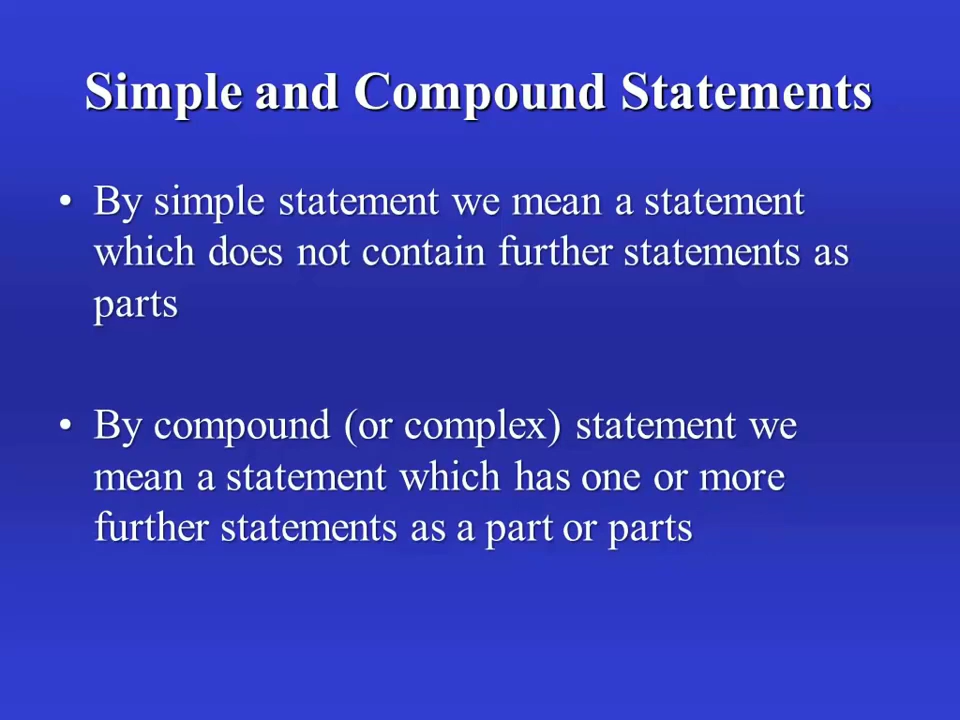 Simple and Compound Statements
• By simple statement we mean a statement
which does not contain further statements as
parts
• By compound (or complex) statement we
mean a statement which has one or more
further statements as a part or parts